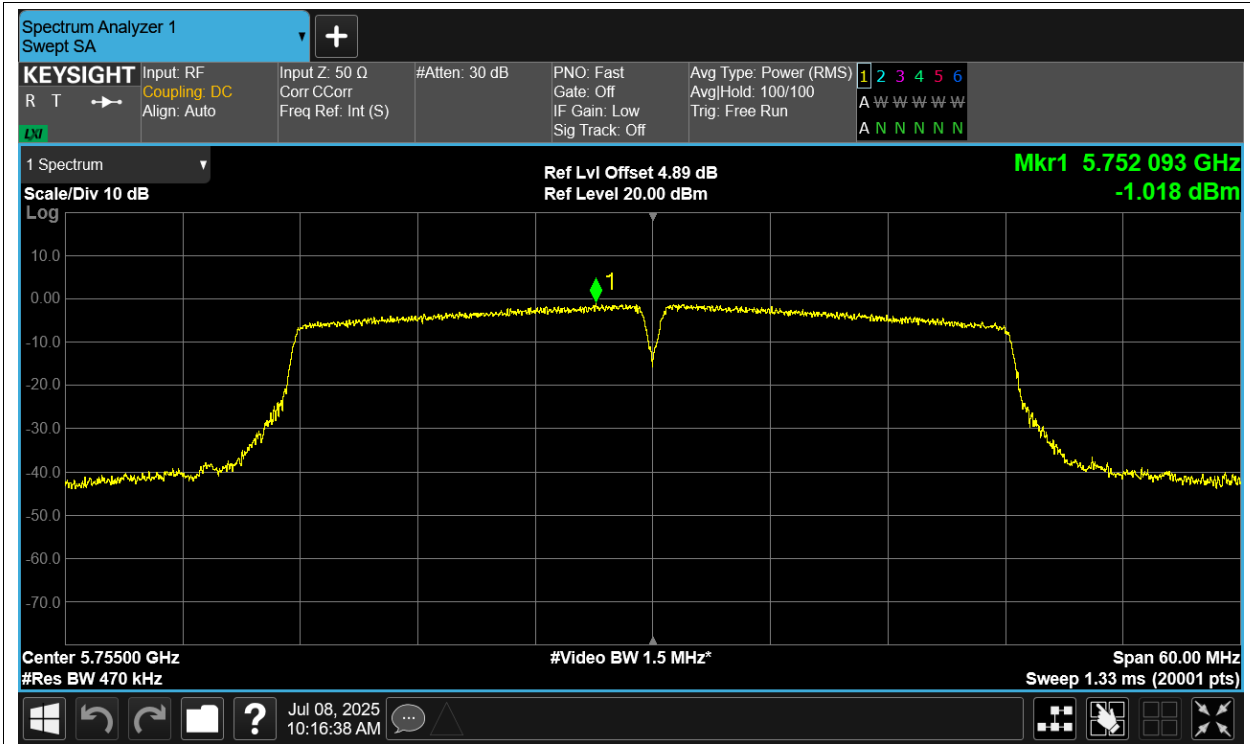 Spectrum Analyzer 1
Swept SA
KEYSIGHT
R T
LXI
Input: RF
Coupling: DC
Align: Auto
Input Z: 50 Ω
Corr CCorr
Freq Ref: Int (S)
#Atten: 30 dB
PNO: Fast
Gate: Off
IF Gain: Low
Sig Track: Off
Avg Type: Power (RMS)
Avg|Hold: 100/100
Trig: Free Run
1 2 3 4 5 6
A W W W W W
A N N N N N
1 Spectrum
Scale/Div 10 dB
Log
Ref Lvl Offset 4.89 dB
Ref Level 20.00 dBm
Mkr1 5.752 093 GHz
-1.018 dBm
1
10.0
0.00
-10.0
-20.0
-30.0
-40.0
-50.0
-60.0
-70.0
Center 5.75500 GHz
#Video BW 1.5 MHz*
Span 60.00 MHz
#Res BW 470 kHz
Sweep 1.33 ms (20001 pts)
?
Jul 08, 2025
10:16:38 AM